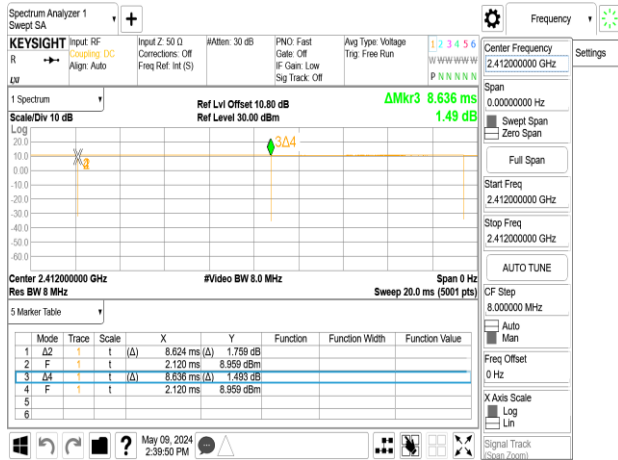 Spectrum Analyzer 1
Swept SA
Frequency
KEYSIGHT Input: RF Input Z: 50 Ω #Atten: 30 dB PNO: Fast Avg Type: Voltage 1 2 3 4 5 6
R Coupling: DC Corrections: Off Gate: Off Trig: Free Run
Align: Auto Freq Ref: Int (S) IF Gain: Low W W W W W W
Sig Track: Off P N N N N N
LXI
Center Frequency
2.412000000 GHz
Settings
1 Spectrum
Ref Lvl Offset 10.80 dB
ΔMkr3 8.636 ms
Scale/Div 10 dB
Ref Level 30.00 dBm
1.49 dB
Log
20.0
10.0
0.00
-10.0
-20.0
-30.0
-40.0
-50.0
-60.0
3Δ4
Center 2.412000000 GHz
#Video BW 8.0 MHz
Span 0 Hz
Res BW 8 MHz
Sweep 20.0 ms (5001 pts)
Span
0.00000000 Hz
Swept Span
Zero Span
Full Span
Start Freq
2.412000000 GHz
Stop Freq
2.412000000 GHz
AUTO TUNE
CF Step
8.000000 MHz
Auto
Man
Freq Offset
0 Hz
X Axis Scale
Log
Lin
Signal Track
(Span Zoom)
5 Marker Table
Mode Trace Scale X Y Function Function Width Function Value
1 Δ2 1 t (Δ) 8.624 ms (Δ) 1.759 dB
2 F 1 t 2.120 ms 8.959 dBm
3 Δ4 1 t (Δ) 8.636 ms (Δ) 1.493 dB
4 F 1 t 2.120 ms 8.959 dBm
5
6
?
May 09, 2024
2:39:50 PM